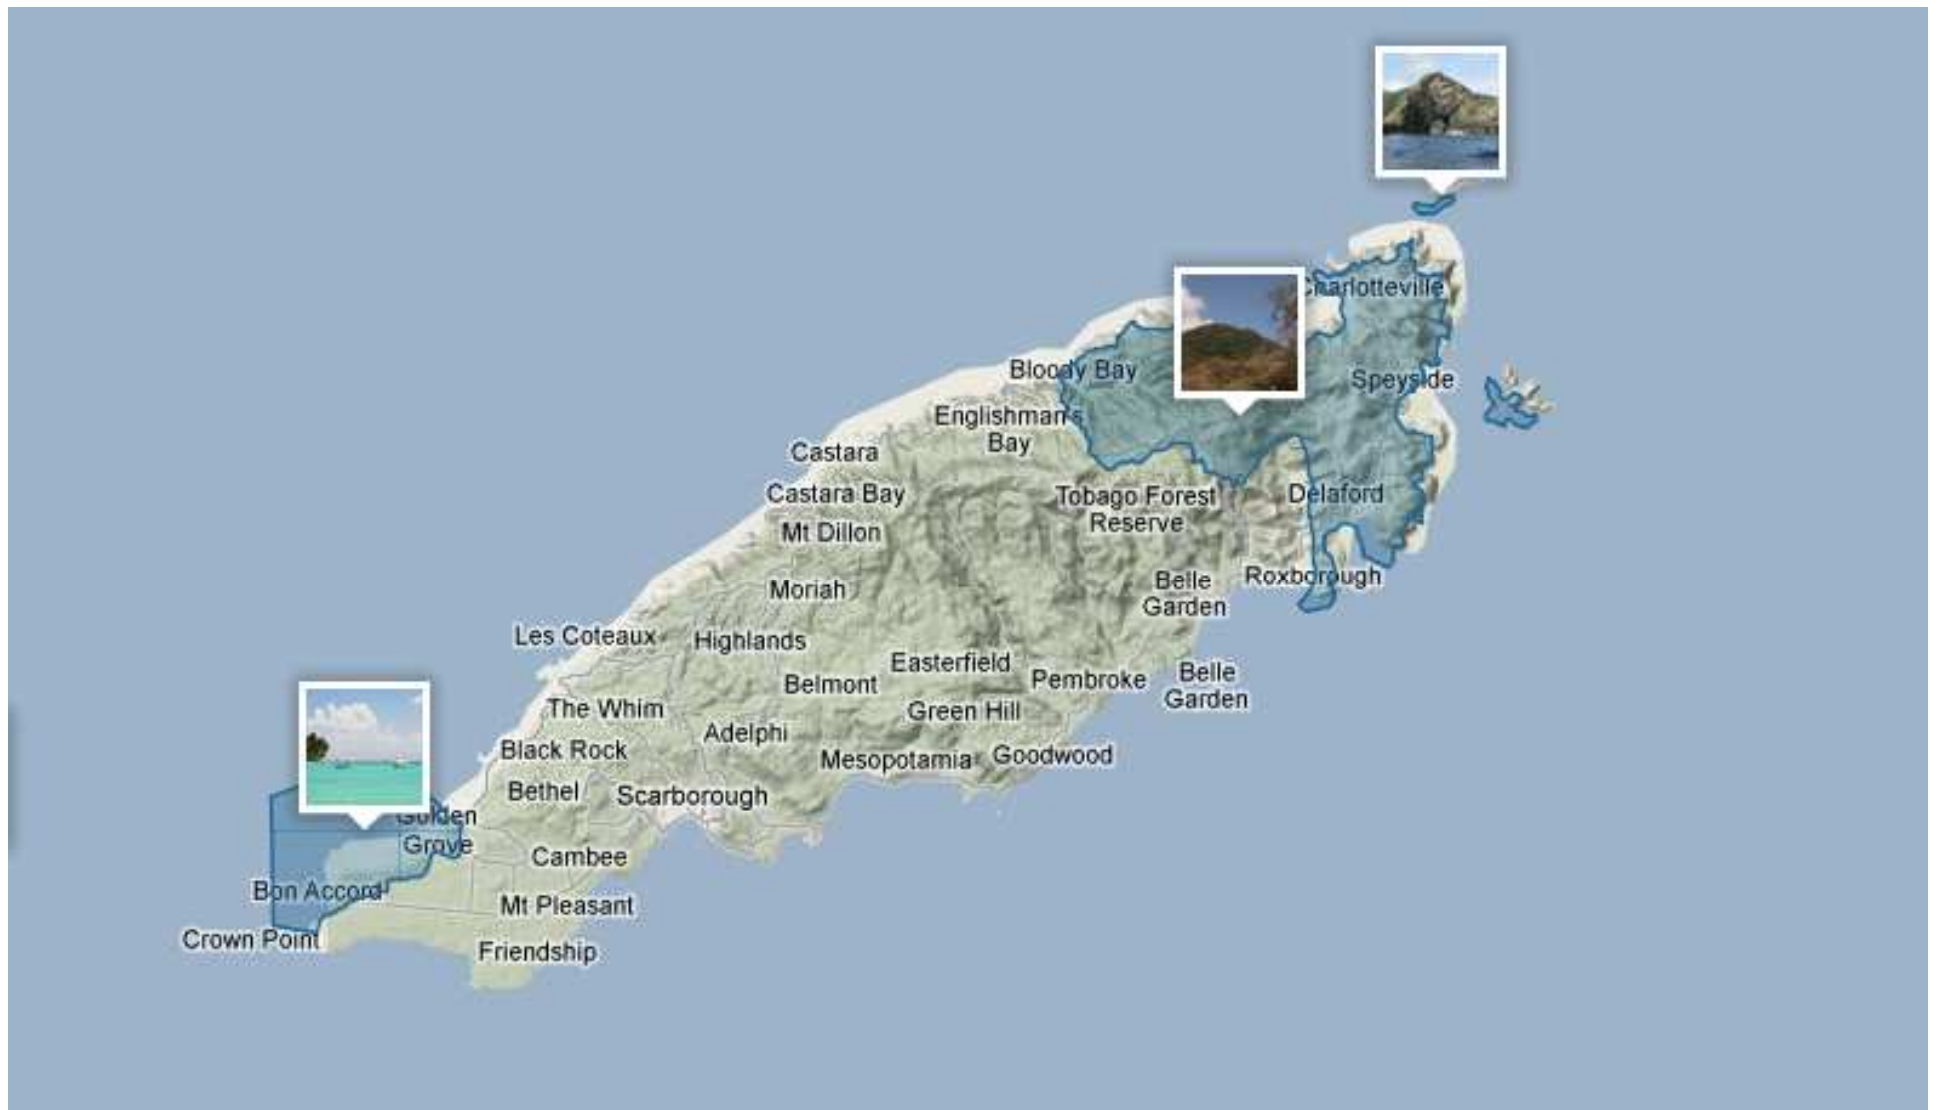 Charlotteville
Bloody Bay
Speyside
Englishman's
Bay
Castara
Castara Bay
Tobago Forest
Reserve
Delaford
Mt Dillon
Moriah
Belle
Garden
Roxborough
Les Coteaux
Highlands
Easterfield
Belmont
Pembroke
Belle
Garden
The Whim
Green Hill
Adelphi
Black Rock
Mesopotamia
Goodwood
Bethel
Scarborough
Golden
Grove
Cambee
Bon Accord
Mt Pleasant
Crown Point
Friendship